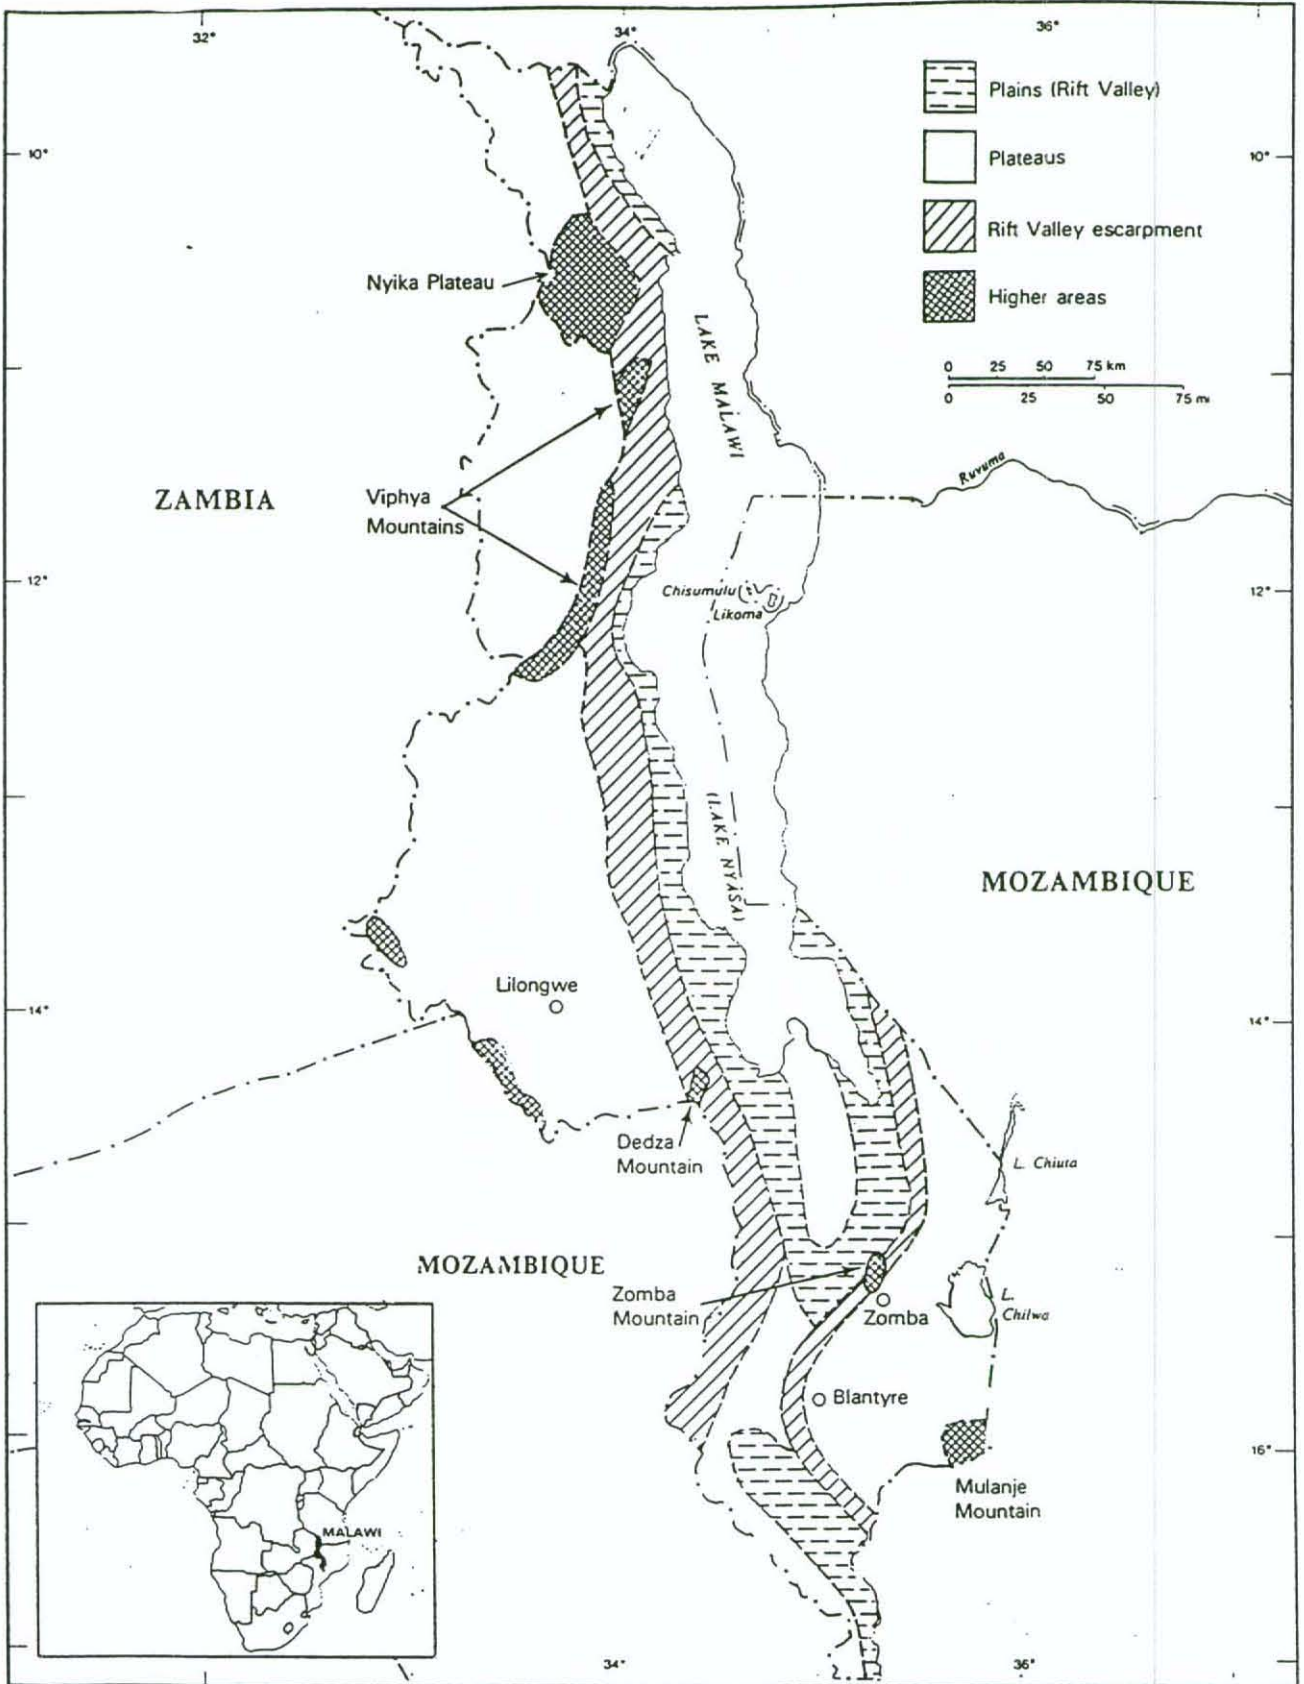 32°
34°
36°
Plains (Rift Valley)
10°
10°
Plateaus
Rift Valley escarpment
Nyika Plateau
Higher areas
LAKE MALAWI
0 25 50 75 km
0 25 50 75 mi
Ruvuma
ZAMBIA
Viphya
Mountains
12°
12°
Chisumulu
Likoma
(LAKE NYASA)
MOZAMBIQUE
Lilongwe
14°
14°
Dedza
Mountain
L. Chiuta
MOZAMBIQUE
Zomba
Mountain
Zomba
L.
Chilwa
Blantyre
16°
Mulanje
Mountain
MALAWI
34°
36°